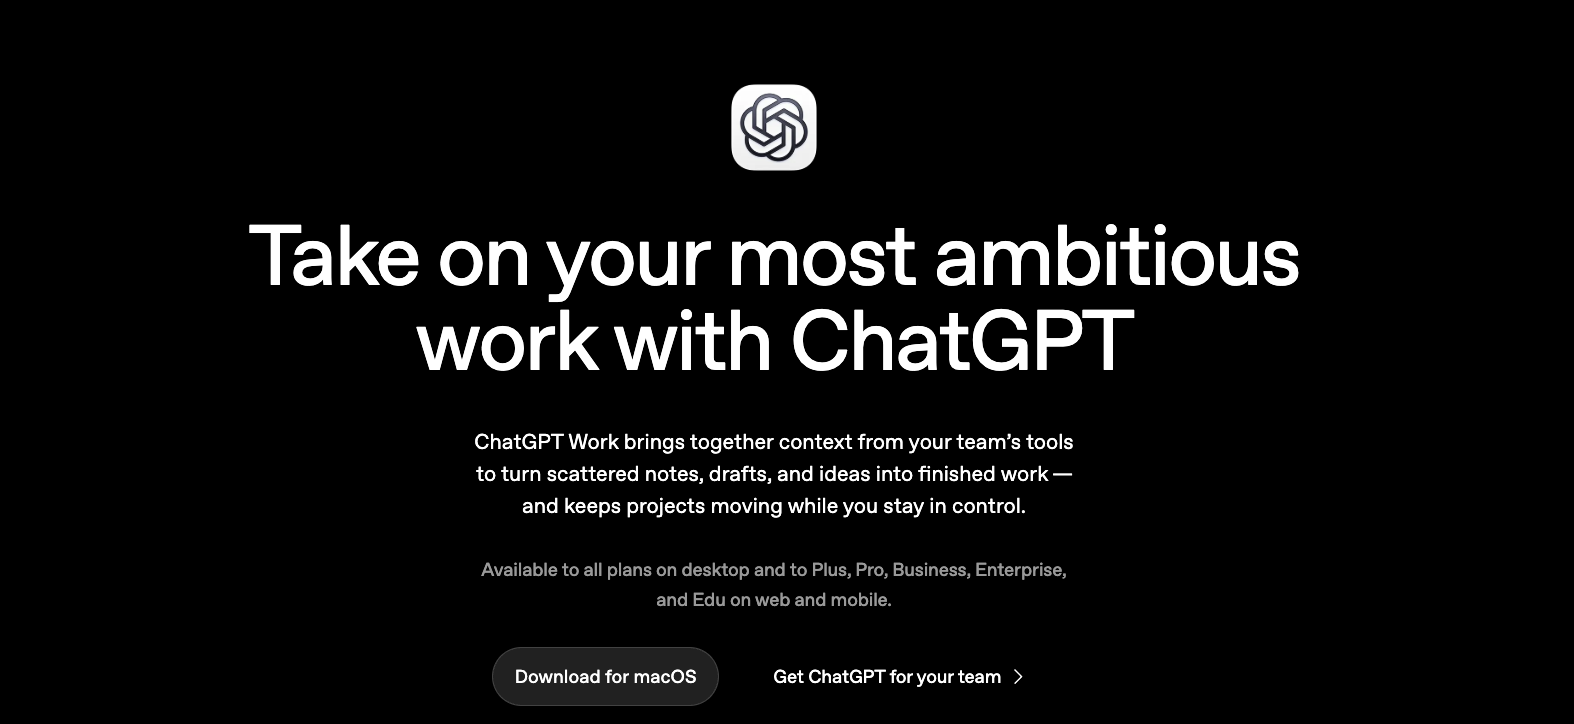 Take on your most ambitious
work with ChatGPT
ChatGPT Work brings together context from your team’s tools
to turn scattered notes, drafts, and ideas into finished work —
and keeps projects moving while you stay in control.
Available to all plans on desktop and to Plus, Pro, Business, Enterprise,
and Edu on web and mobile.
Download for macOS
Get ChatGPT for your team